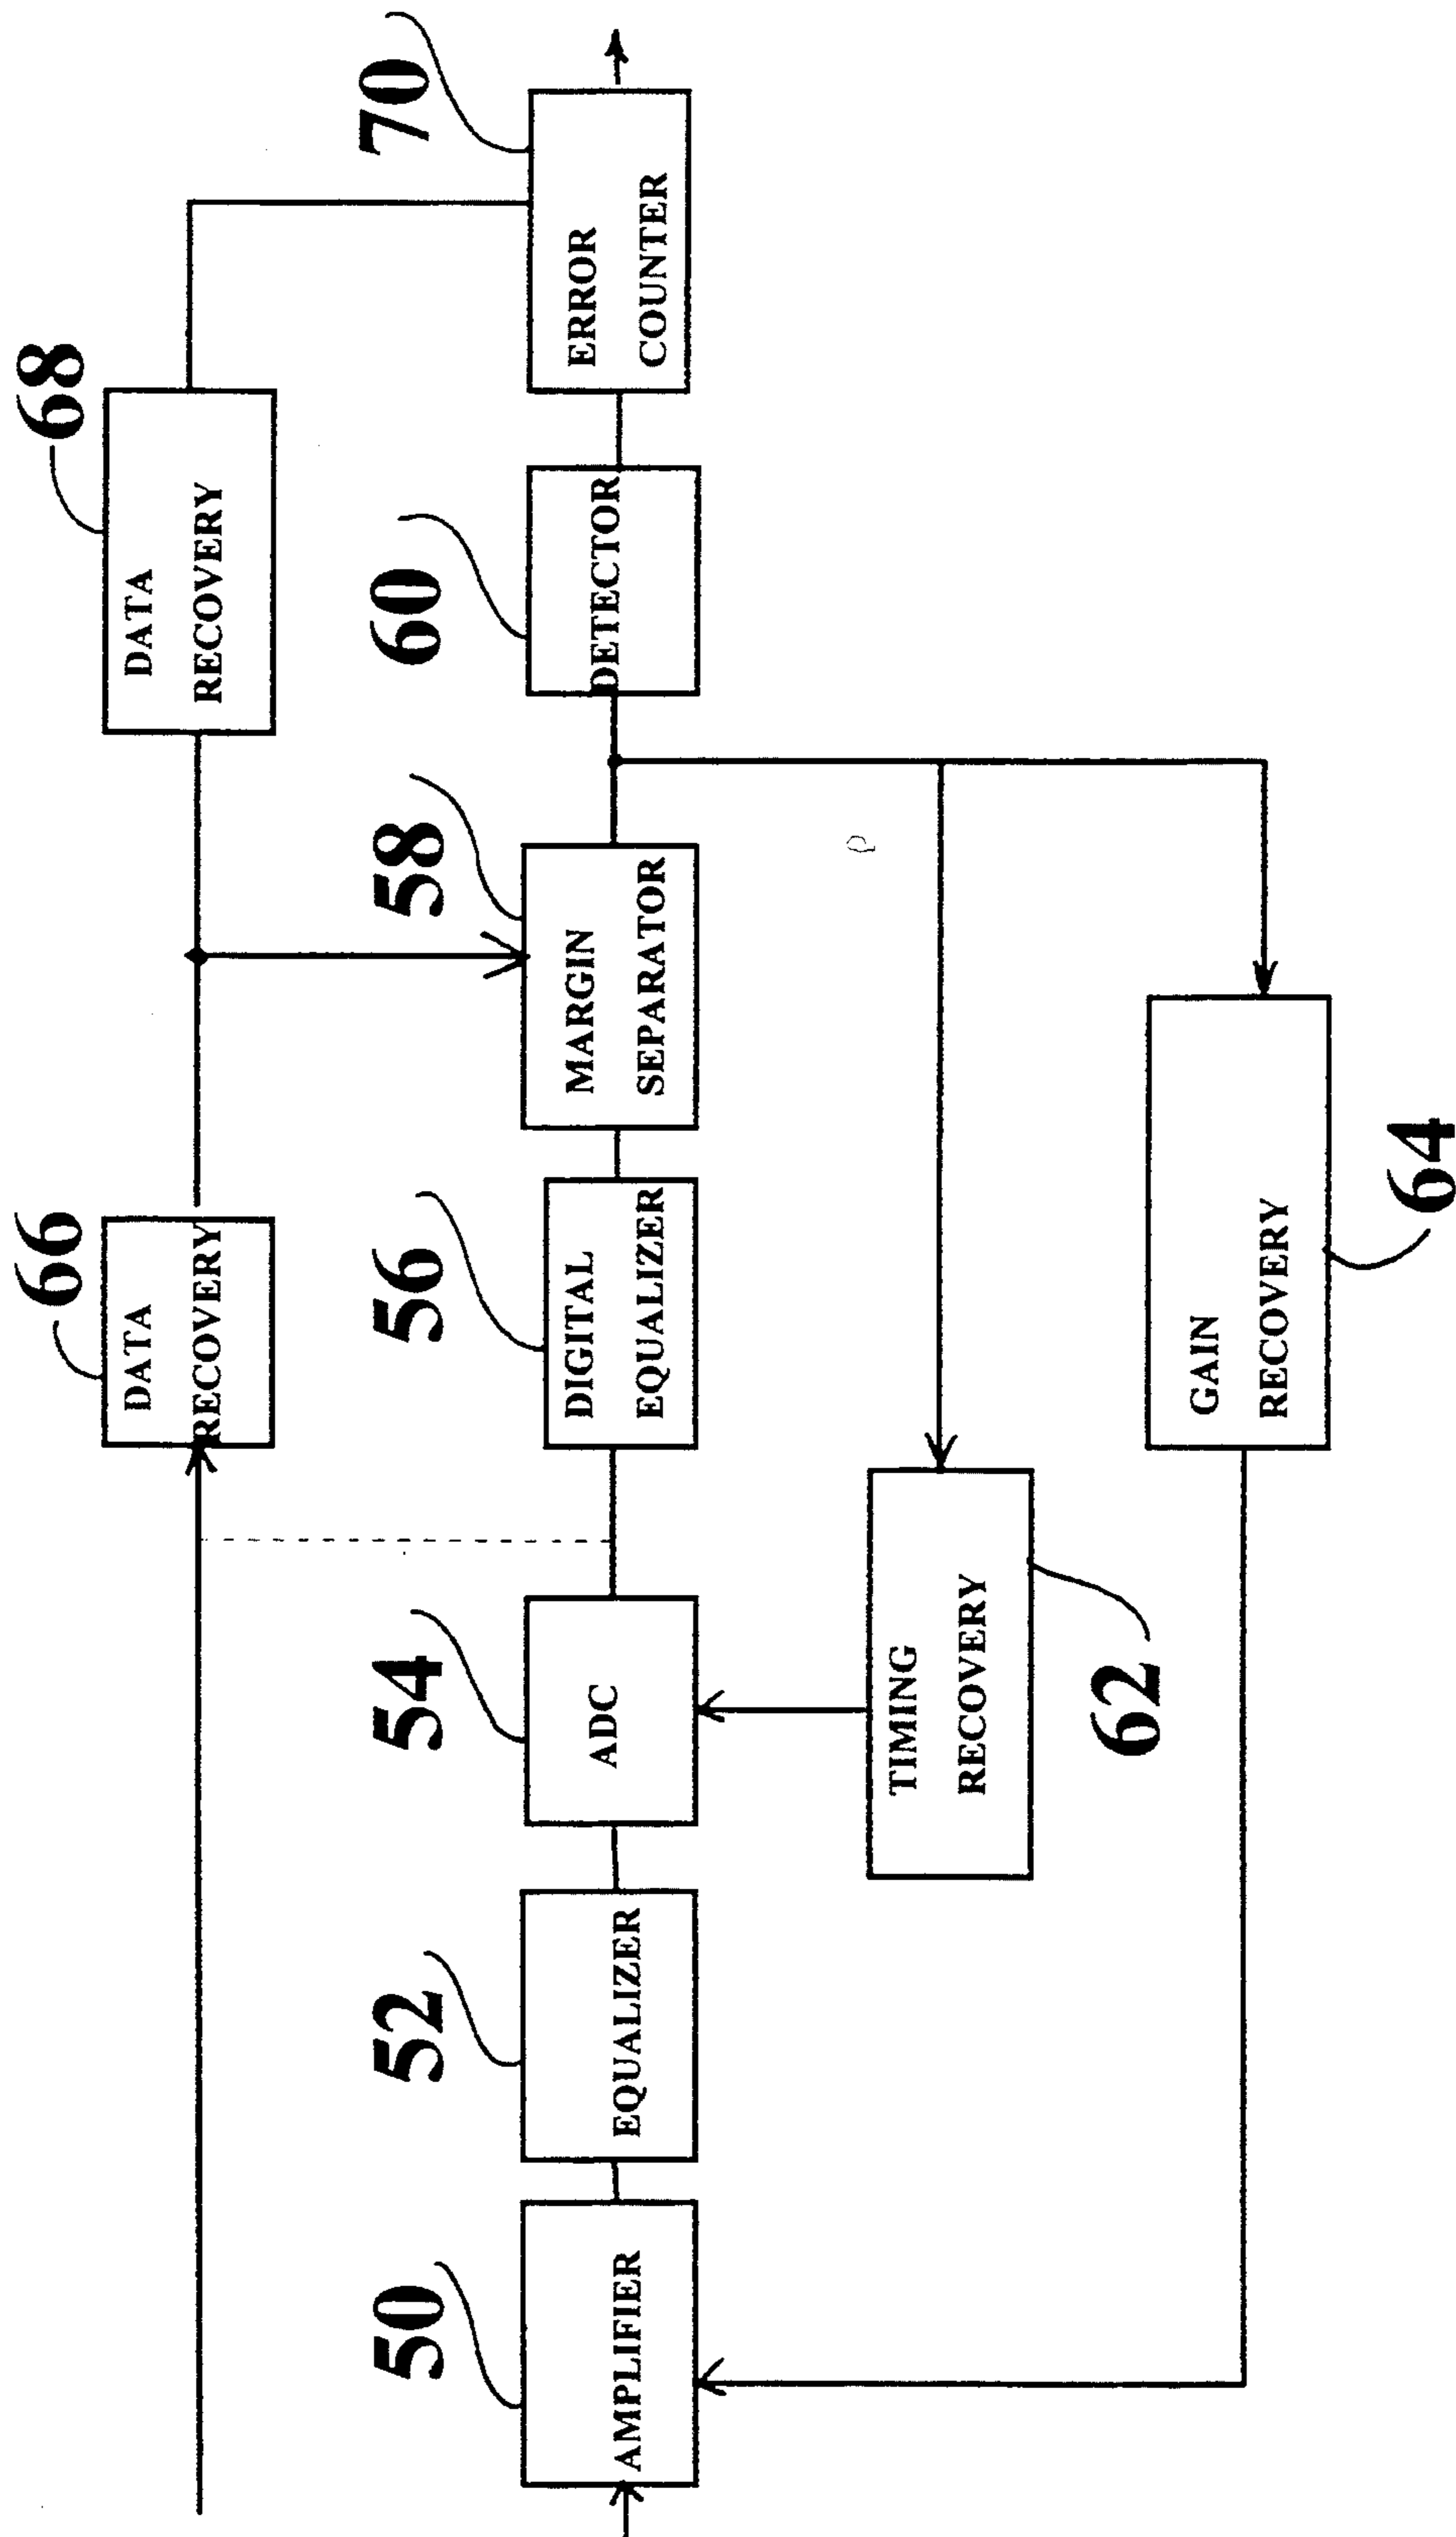 66
DATA
RECOVERY
68
DATA
RECOVERY
50
AMPLIFIER
52
EQUALIZER
54
ADC
56
DIGITAL
EQUALIZER
58
MARGIN
SEPARATOR
60
DETECTOR
70
ERROR
COUNTER
TIMING
RECOVERY
62
GAIN
RECOVERY
64